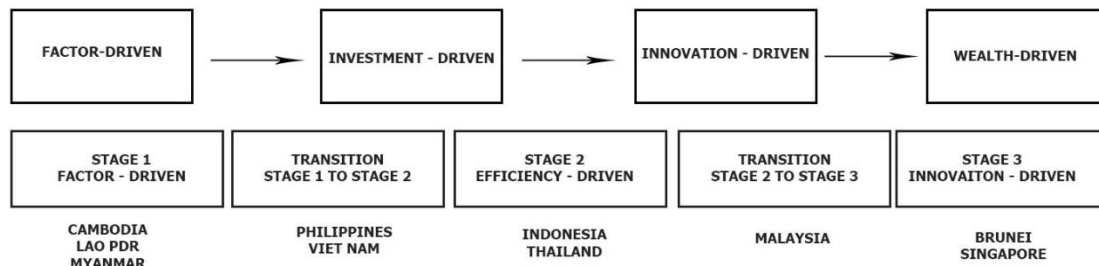 FACTOR-DRIVEN
INVESTMENT - DRIVEN
INNOVATION - DRIVEN
WEALTH-DRIVEN
STAGE 1
FACTOR - DRIVEN
TRANSITION
STAGE 1 TO STAGE 2
STAGE 2
EFFICIENCY - DRIVEN
TRANSITION
STAGE 2 TO STAGE 3
STAGE 3
INNOVAITON - DRIVEN
CAMBODIA
LAO PDR
MYANMAR
PHILIPPINES
VIET NAM
INDONESIA
THAILAND
MALAYSIA
BRUNEI
SINGAPORE